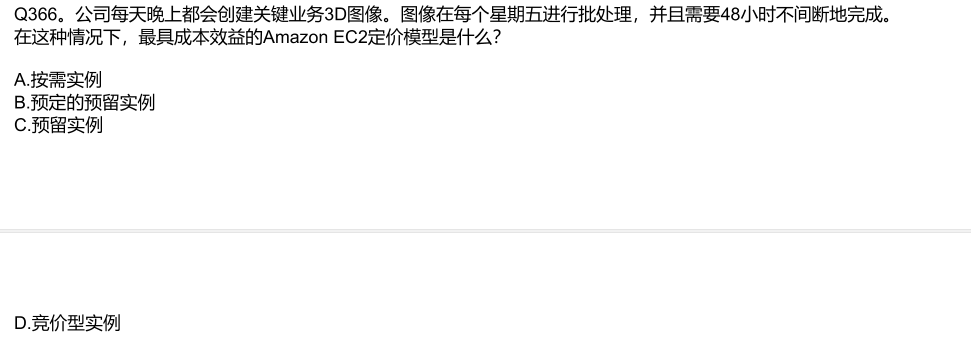 Q366。公司每天晚上都会创建关键业务3D图像。图像在每个星期五进行批处理，并且需要48小时不间断地完成。
在这种情况下，最具成本效益的Amazon EC2定价模型是什么？
A.按需实例
B.预定的预留实例
C.预留实例
D.竞价型实例